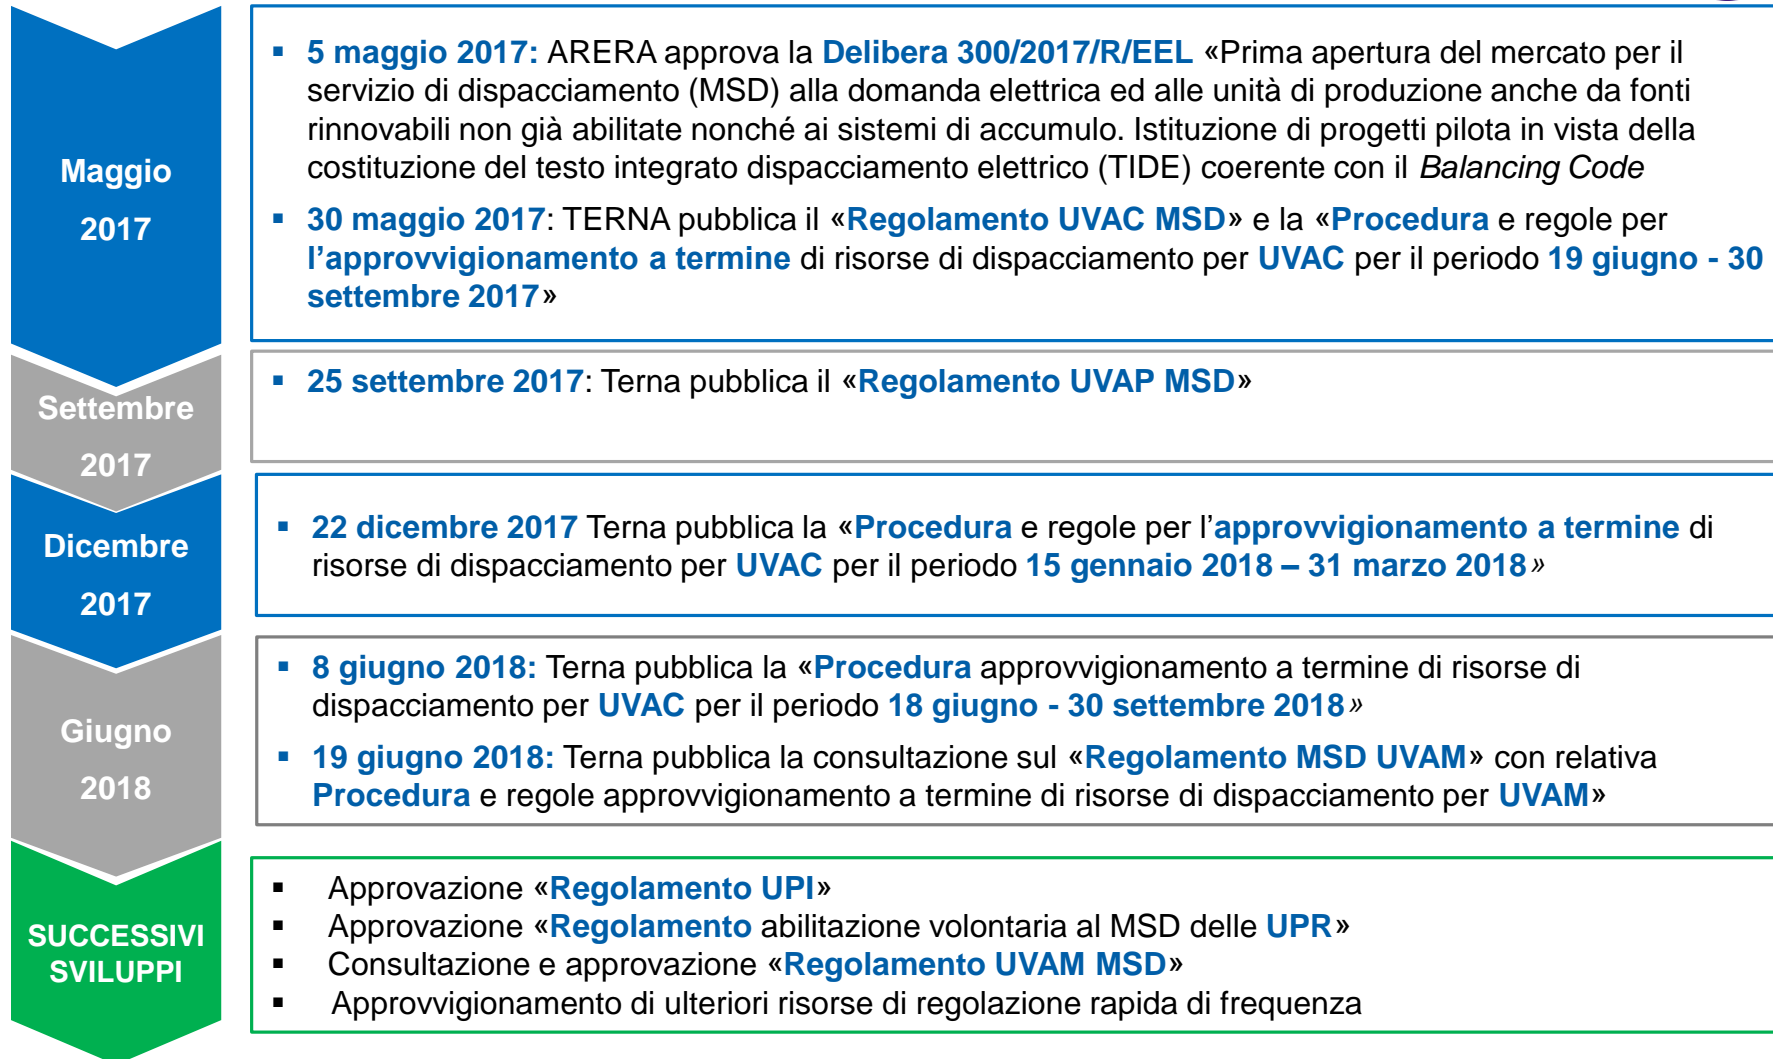 Maggio
2017
▪ 5 maggio 2017: ARERA approva la Delibera 300/2017/R/EEL «Prima apertura del mercato per il
servizio di dispacciamento (MSD) alla domanda elettrica ed alle unità di produzione anche da fonti
rinnovabili non già abilitate nonché ai sistemi di accumulo. Istituzione di progetti pilota in vista della
costituzione del testo integrato dispacciamento elettrico (TIDE) coerente con il Balancing Code
▪ 30 maggio 2017: TERNA pubblica il «Regolamento UVAC MSD» e la «Procedura e regole per
l’approvvigionamento a termine di risorse di dispacciamento per UVAC per il periodo 19 giugno - 30
settembre 2017»
Settembre
2017
▪ 25 settembre 2017: Terna pubblica il «Regolamento UVAP MSD»
Dicembre
2017
▪ 22 dicembre 2017 Terna pubblica la «Procedura e regole per l’approvvigionamento a termine di
risorse di dispacciamento per UVAC per il periodo 15 gennaio 2018 – 31 marzo 2018»
Giugno
2018
▪ 8 giugno 2018: Terna pubblica la «Procedura approvvigionamento a termine di risorse di
dispacciamento per UVAC per il periodo 18 giugno - 30 settembre 2018»
▪ 19 giugno 2018: Terna pubblica la consultazione sul «Regolamento MSD UVAM» con relativa
Procedura e regole approvvigionamento a termine di risorse di dispacciamento per UVAM»
SUCCESSIVI
SVILUPPI
▪ Approvazione «Regolamento UPI»
▪ Approvazione «Regolamento abilitazione volontaria al MSD delle UPR»
▪ Consultazione e approvazione «Regolamento UVAM MSD»
▪ Approvvigionamento di ulteriori risorse di regolazione rapida di frequenza